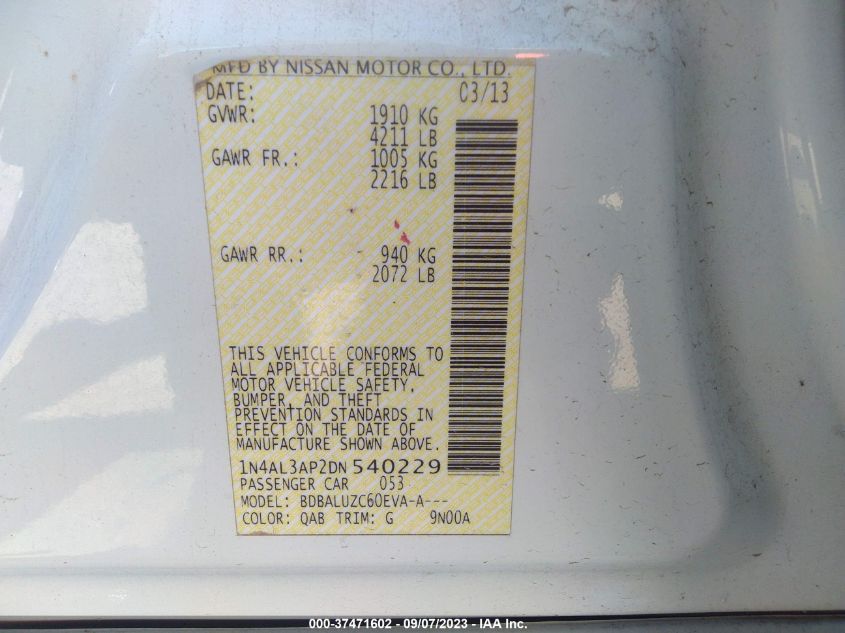 MFD BY NISSAN MOTOR CO., LTD.
DATE: 03/13
GVWR: 1910 KG
4211 LB
GAWR FR.: 1005 KG
2216 LB
GAWR RR.: 940 KG
2072 LB
THIS VEHICLE CONFORMS TO
ALL APPLICABLE FEDERAL
MOTOR VEHICLE SAFETY,
BUMPER, AND THEFT
PREVENTION STANDARDS IN
EFFECT ON THE DATE OF
MANUFACTURE SHOWN ABOVE.
1N4AL3AP2DN540229
PASSENGER CAR 053
MODEL: BDBALUZC60EVA-A---
COLOR: QAB TRIM: G 9N00A
000-37471602 - 09/07/2023 - IAA Inc.